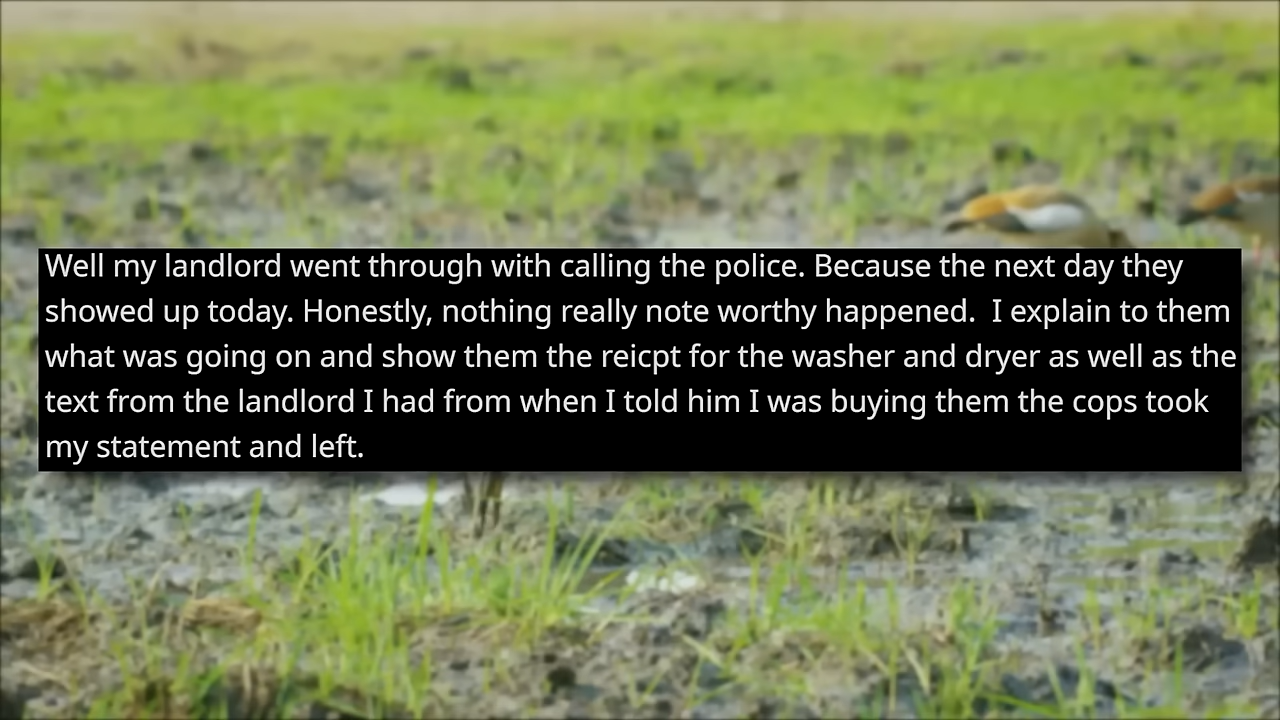 Well my landlord went through with calling the police. Because the next day they
showed up today. Honestly, nothing really note worthy happened.  I explain to them
what was going on and show them the reicpt for the washer and dryer as well as the
text from the landlord I had from when I told him I was buying them the cops took
my statement and left.